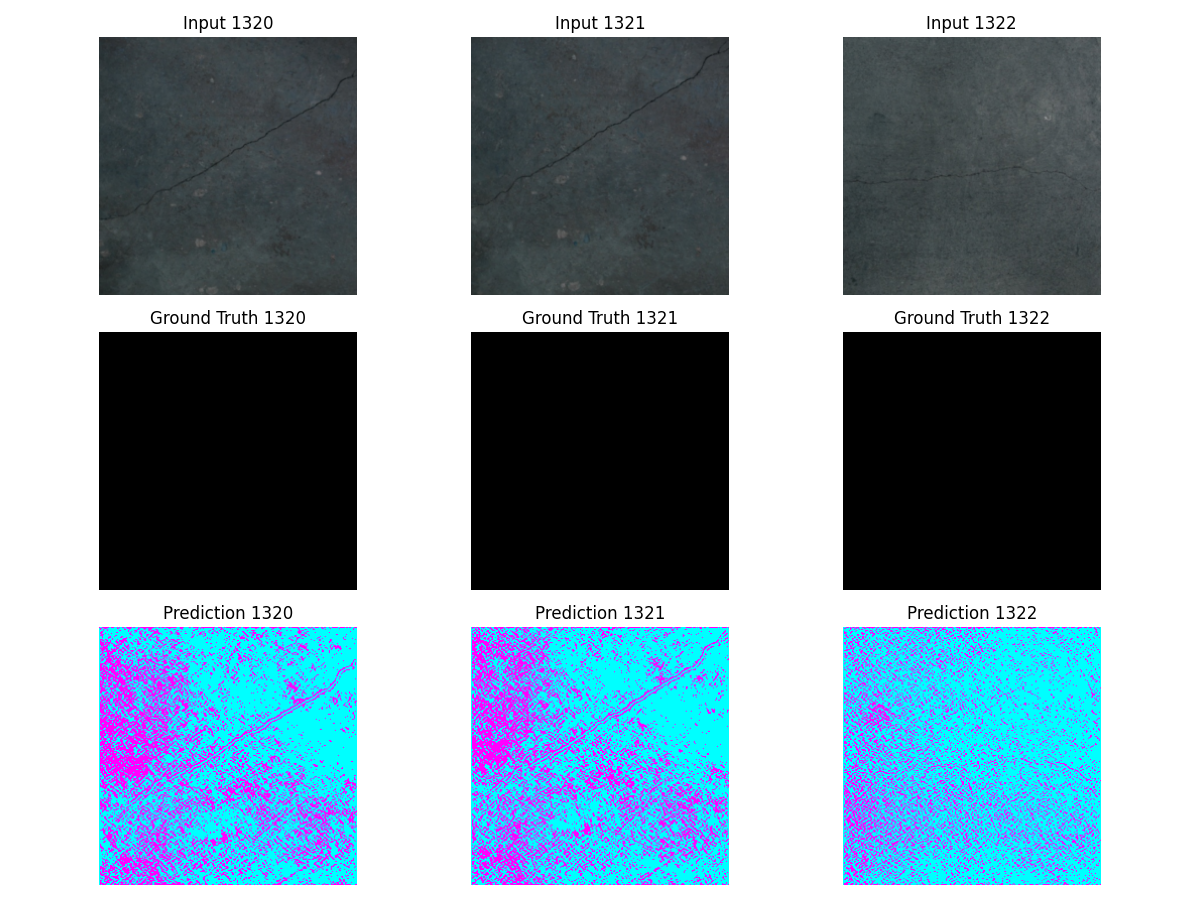 Input 1320
Input 1321
Input 1322
Ground Truth 1320
Ground Truth 1321
Ground Truth 1322
Prediction 1320
Prediction 1321
Prediction 1322